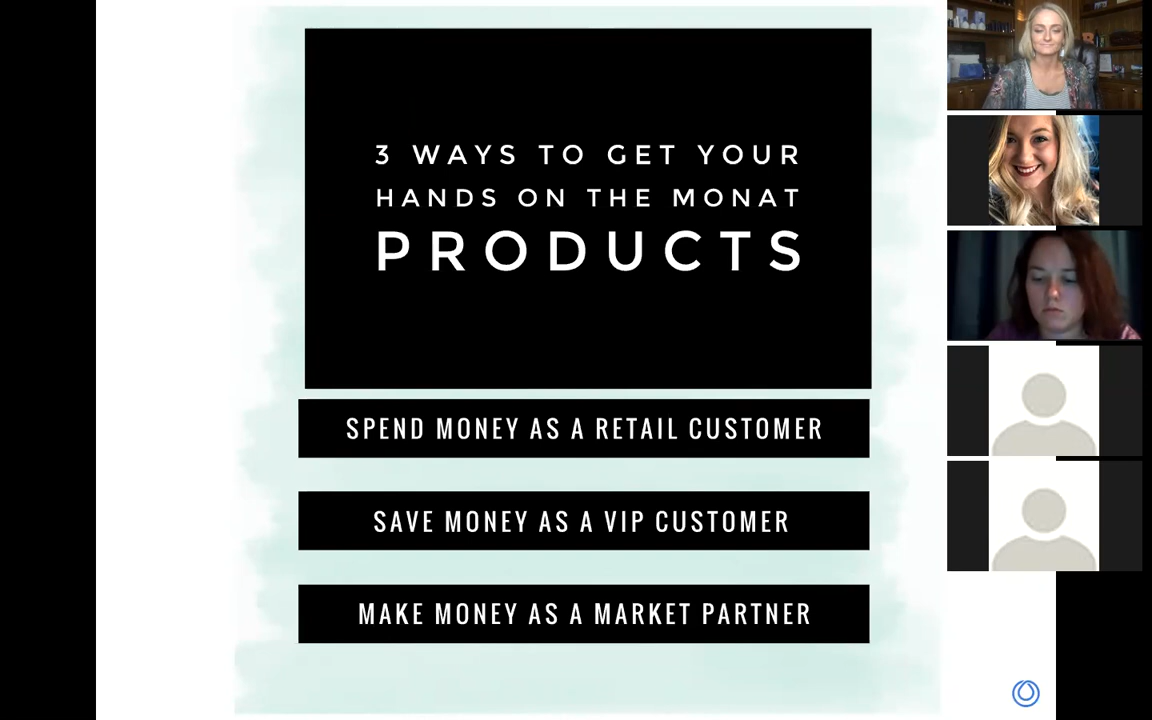 3 WAYS TO GET YOUR
HANDS ON THE MONAT
PRODUCTS
SPEND MONEY AS A RETAIL CUSTOMER
SAVE MONEY AS A VIP CUSTOMER
MAKE MONEY AS A MARKET PARTNER